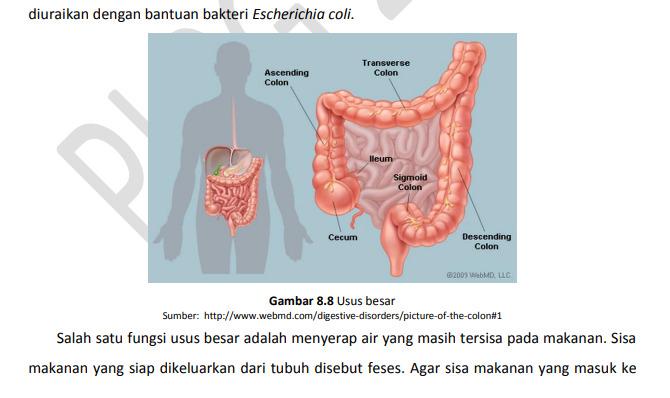 diuraikan dengan bantuan bakteri Escherichia coli.
Transverse
Colon
Ascending
Colon
Ileum
Sigmoid
Colon
Cecum
Descending
Colon
©2009 WebMD, LLC.
Gambar 8.8 Usus besar
Sumber: http://www.webmd.com/digestive-disorders/picture-of-the-colon#1
Salah satu fungsi usus besar adalah menyerap air yang masih tersisa pada makanan. Sisa
makanan yang siap dikeluarkan dari tubuh disebut feses. Agar sisa makanan yang masuk ke